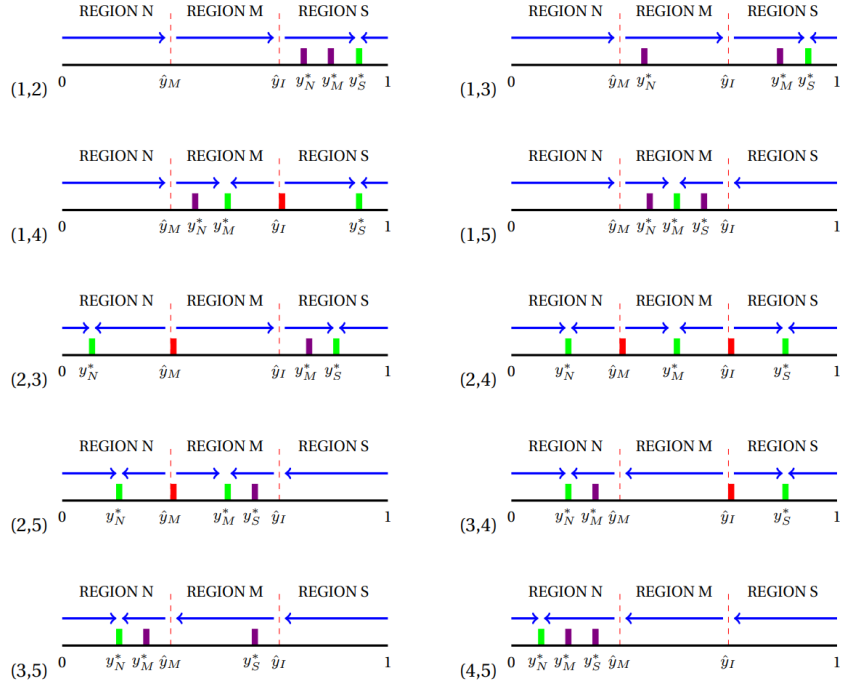 REGION N REGION M REGION S
(1,2) 0 ŷ_M ŷ_I y*_N y*_M y*_S 1
REGION N REGION M REGION S
(1,3) 0 y*_N ŷ_M ŷ_I y*_M y*_S 1
REGION N REGION M REGION S
(1,4) 0 ŷ_M y*_N y*_M ŷ_I y*_S 1
REGION N REGION M REGION S
(1,5) 0 ŷ_M y*_N y*_M y*_S ŷ_I 1
REGION N REGION M REGION S
(2,3) 0 y*_N ŷ_M ŷ_I y*_M y*_S 1
REGION N REGION M REGION S
(2,4) 0 y*_N ŷ_M y*_M ŷ_I y*_S 1
REGION N REGION M REGION S
(2,5) 0 y*_N ŷ_M y*_M y*_S ŷ_I 1
REGION N REGION M REGION S
(3,4) 0 y*_N y*_M ŷ_M ŷ_I y*_S 1
REGION N REGION M REGION S
(3,5) 0 y*_N y*_M ŷ_M y*_S ŷ_I 1
REGION N REGION M REGION S
(4,5) 0 y*_N y*_M y*_S ŷ_M ŷ_I 1